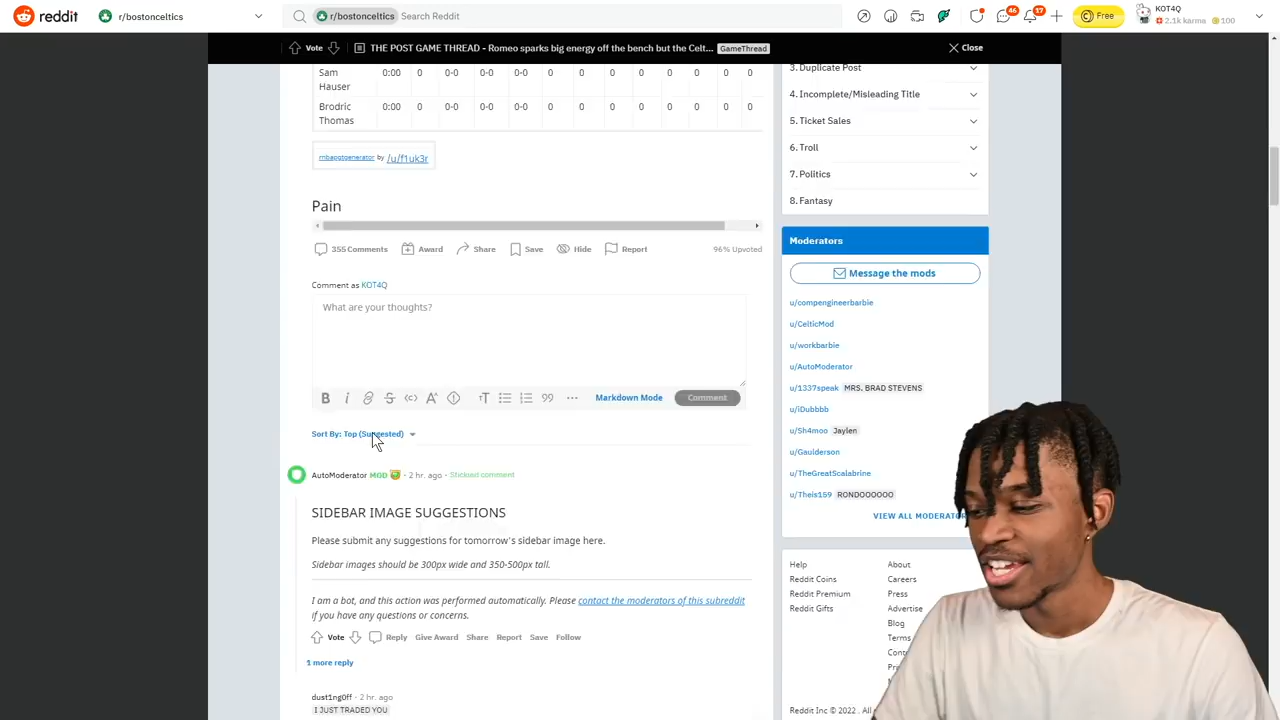 reddit
r/bostonceltics
r/bostonceltics Search Reddit
46
17
Free
KOT4Q
2.1k karma 100
Vote
THE POST GAME THREAD - Romeo sparks big energy off the bench but the Celt...
GameThread
Close
Sam
Hauser
0:00 0 0-0 0-0 0-0 0 0 0 0 0 0 0
Brodric
Thomas
0:00 0 0-0 0-0 0-0 0 0 0 0 0 0 0
nbapgtgenerator by /u/f1uk3r
Pain
355 Comments
Award
Share
Save
Hide
Report
96% Upvoted
Comment as KOT4Q
What are your thoughts?
Markdown Mode
Comment
Sort By: Top (Suggested)
AutoModerator MOD · 2 hr. ago · Stickied comment
SIDEBAR IMAGE SUGGESTIONS
Please submit any suggestions for tomorrow's sidebar image here.
Sidebar images should be 300px wide and 350-500px tall.
I am a bot, and this action was performed automatically. Please contact the moderators of this subreddit
if you have any questions or concerns.
Vote
Reply Give Award Share Report Save Follow
1 more reply
dust1ng0ff · 2 hr. ago
I JUST TRADED YOU
3. Duplicate Post
4. Incomplete/Misleading Title
5. Ticket Sales
6. Troll
7. Politics
8. Fantasy
Moderators
Message the mods
u/compengineerbarbie
u/CelticMod
u/workbarbie
u/AutoModerator
u/1337speak MRS. BRAD STEVENS
u/iDubbbb
u/Sh4moo Jaylen
u/Gaulderson
u/TheGreatScalabrine
u/Theis159 RONDOOOOOO
VIEW ALL MODERATOR
Help
Reddit Coins
Reddit Premium
Reddit Gifts
About
Careers
Press
Advertise
Blog
Terms
Reddit Inc © 2022 . All